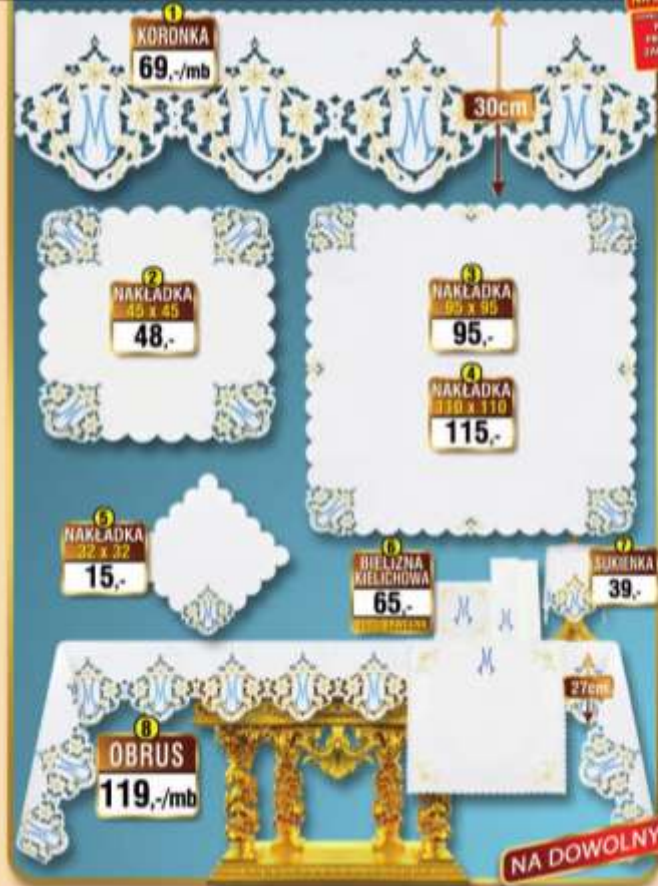 1
KORONKA
69,-/mb
30cm
2
NAKŁADKA
45 x 45
48,-
3
NAKŁADKA
95 x 95
95,-
4
NAKŁADKA
110 x 110
115,-
5
NAKŁADKA
32 x 32
15,-
6
BIELIZNA
KIELICHOWA
65,-
7
SUKIENKA
39,-
27cm
8
OBRUS
119,-/mb
NA DOWOLNY